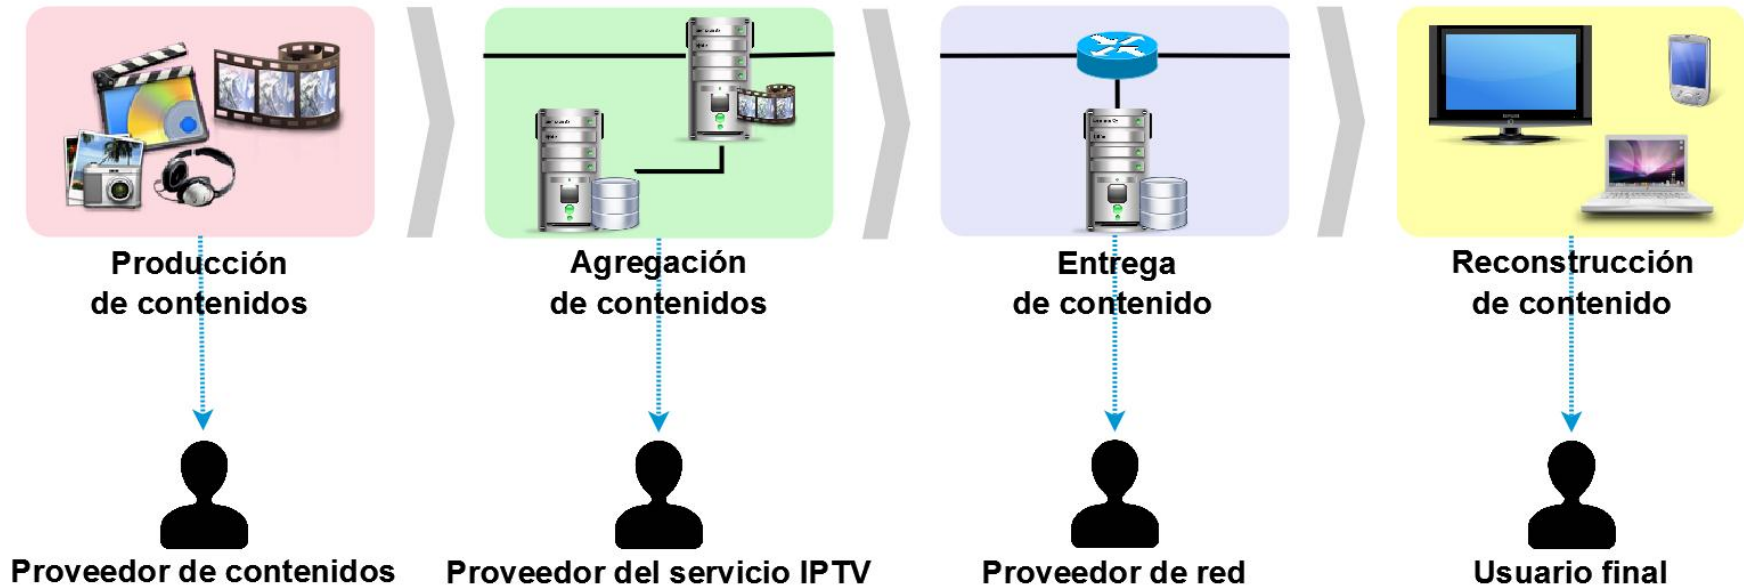 Producción
de contenidos
Agregación
de contenidos
Entrega
de contenido
Reconstrucción
de contenido
Proveedor de contenidos
Proveedor del servicio IPTV
Proveedor de red
Usuario final